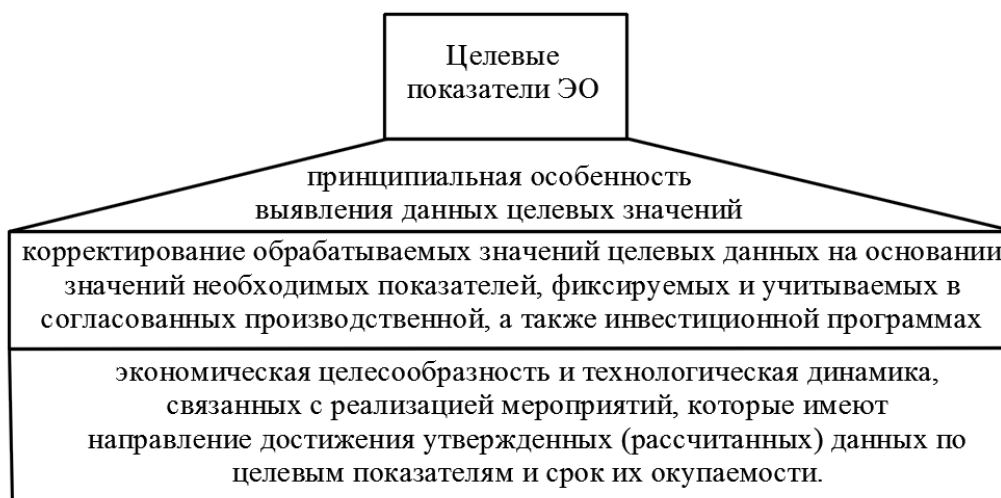 Целевые
показатели ЭО
принципиальная особенность
выявления данных целевых значений
корректирование обрабатываемых значений целевых данных на основании
значений необходимых показателей, фиксируемых и учитываемых в
согласованных производственной, а также инвестиционной программах
экономическая целесообразность и технологическая динамика,
связанных с реализацией мероприятий, которые имеют
направление достижения утвержденных (рассчитанных) данных по
целевым показателям и срок их окупаемости.